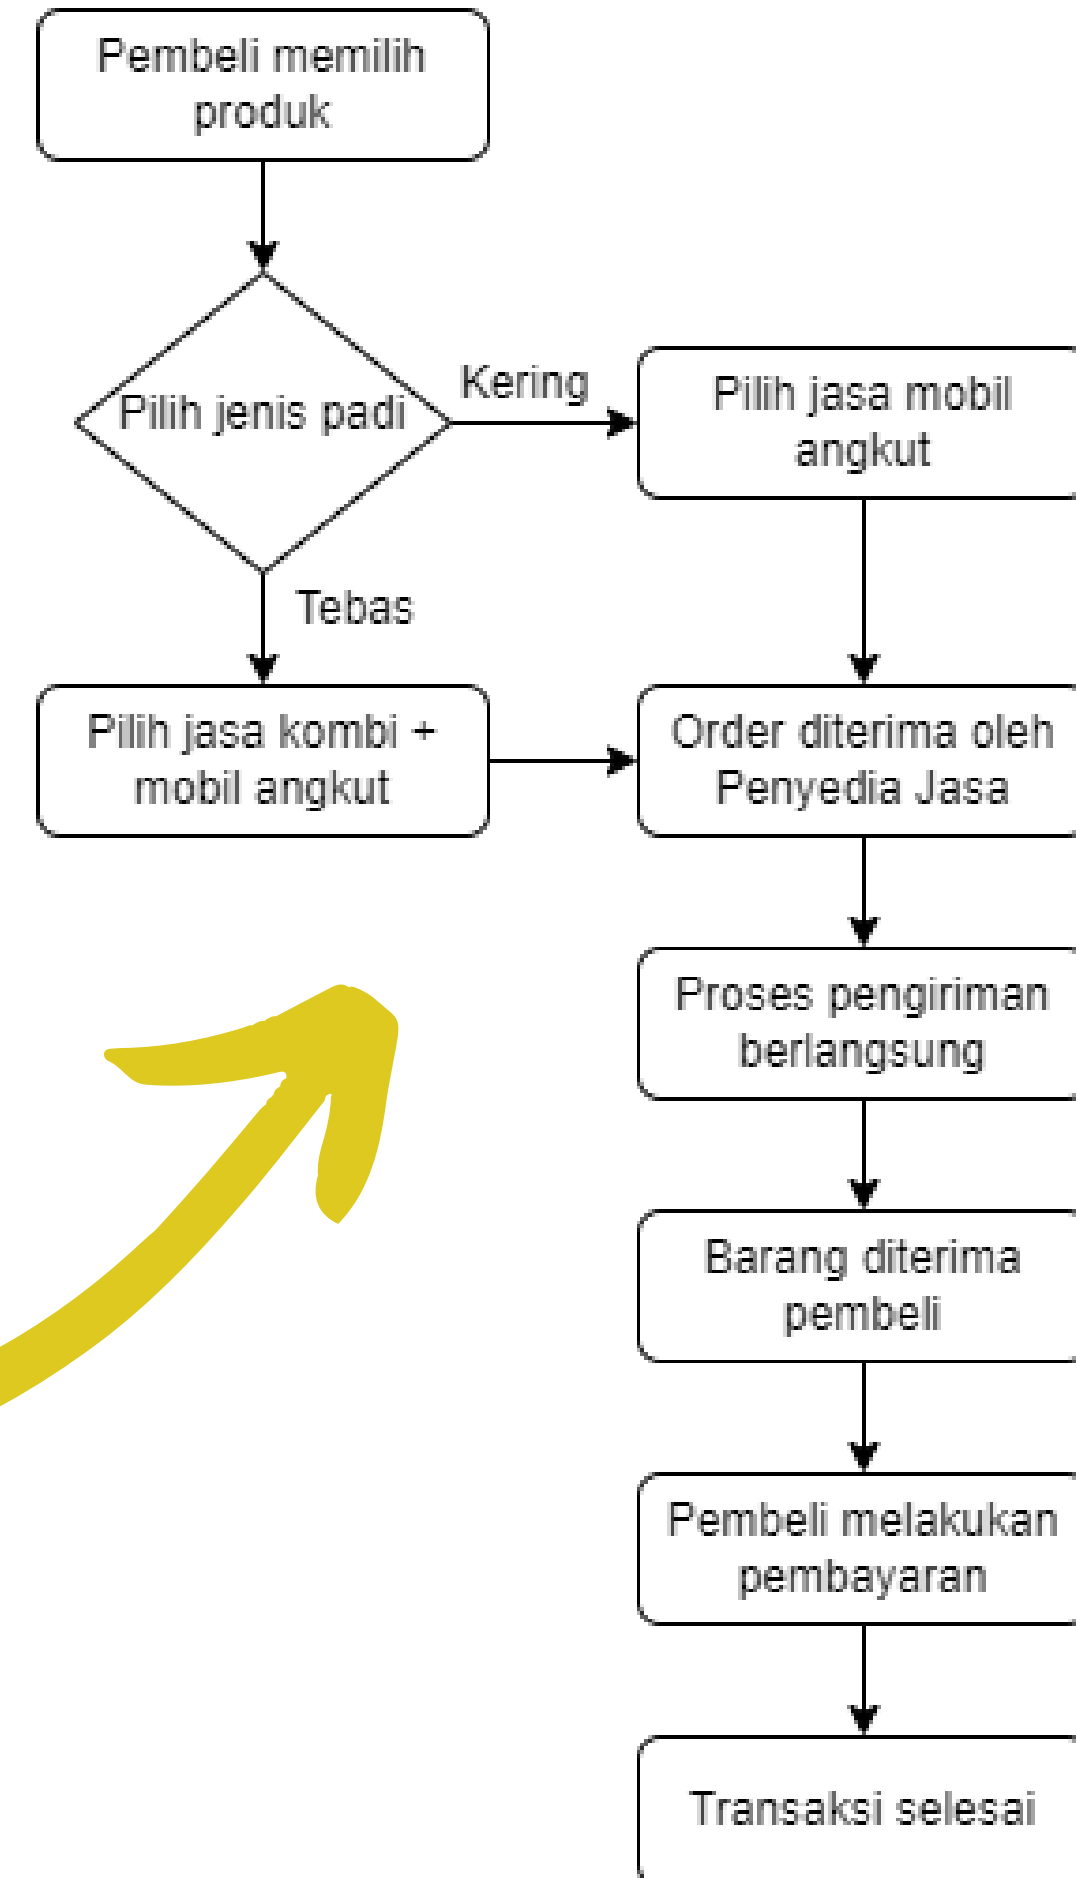 Pembeli memilih
produk
Pilih jenis padi
Kering
Pilih jasa mobil
angkut
Tebas
Pilih jasa kombi +
mobil angkut
Order diterima oleh
Penyedia Jasa
Proses pengiriman
berlangsung
Barang diterima
pembeli
Pembeli melakukan
pembayaran
Transaksi selesai